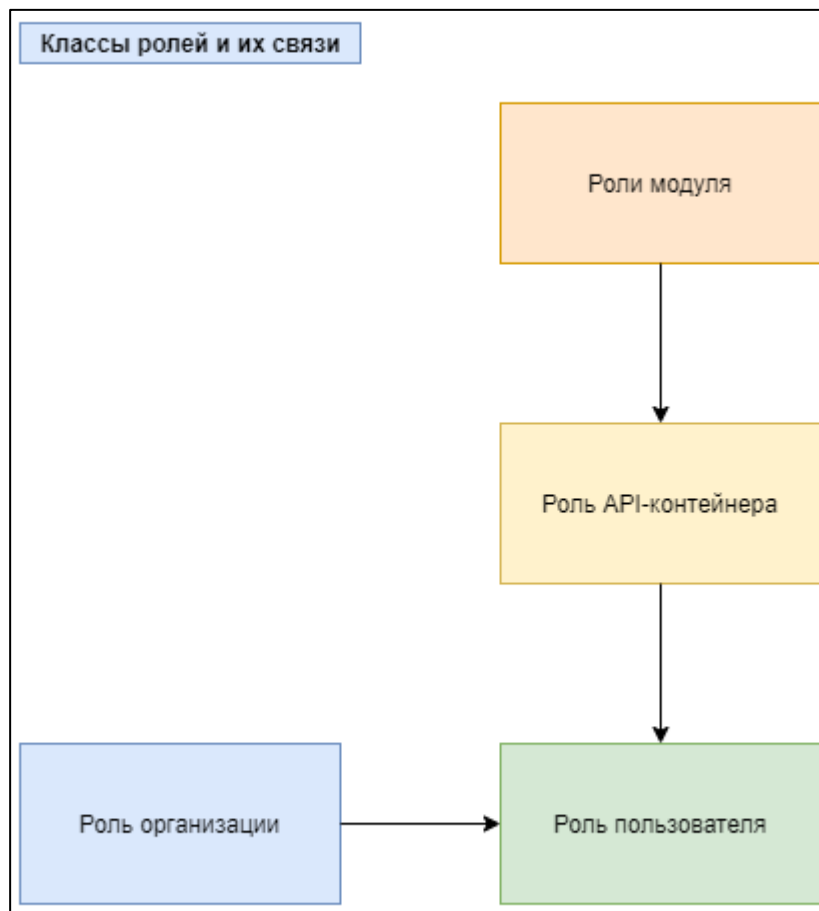 Классы ролей и их связи
Роли модуля
Роль API-контейнера
Роль организации
Роль пользователя